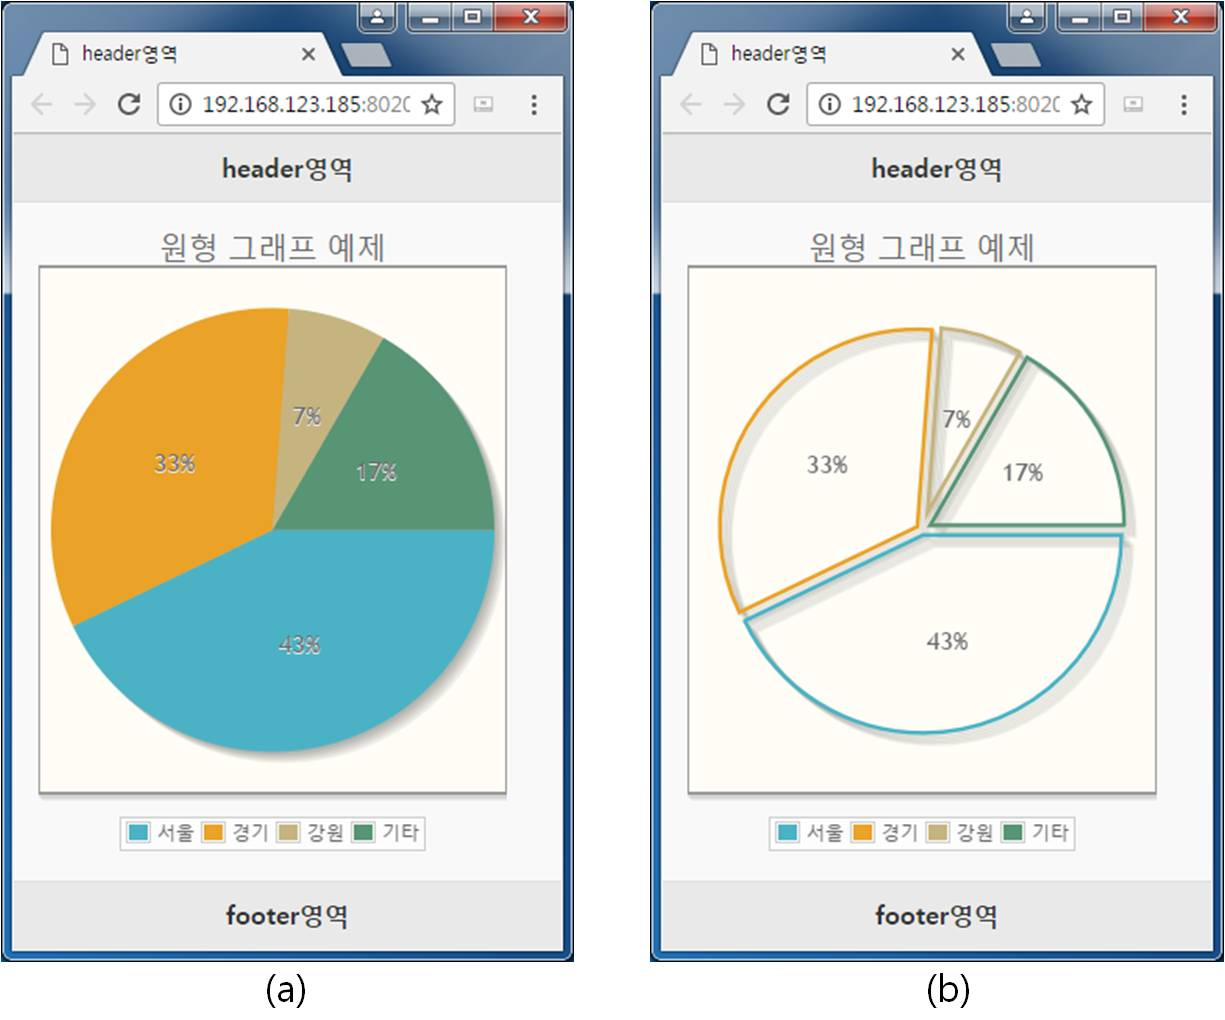 header영역
192.168.123.185:8020
header영역
원형 그래프 예제
33%
7%
17%
43%
서울 경기 강원 기타
footer영역
(a)
header영역
192.168.123.185:8020
header영역
원형 그래프 예제
33%
7%
17%
43%
서울 경기 강원 기타
footer영역
(b)